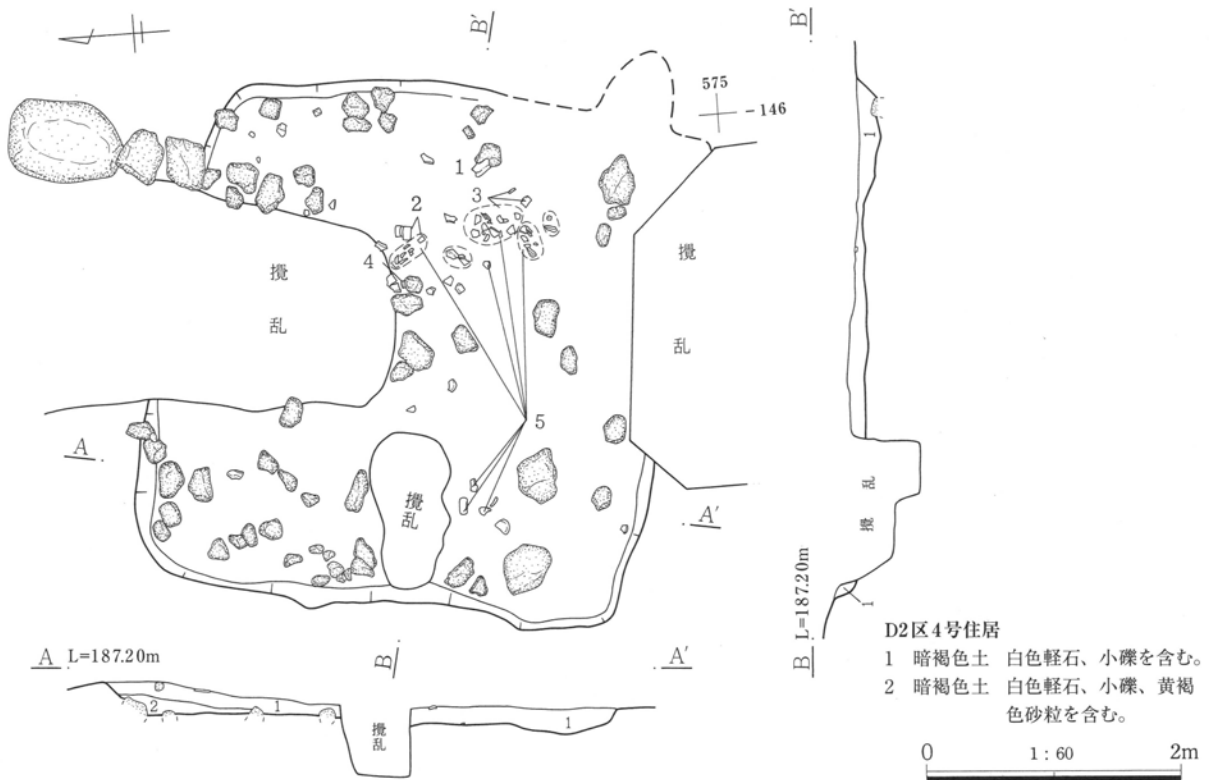 B'
B'
575
-146
1
1
3
2
4
攪
乱
攪
乱
5
A
攪乱
A'
攪乱
攪乱
1
B L=187.20m
A L=187.20m
B
A'
2
1
攪乱
1
D2区4号住居
1 暗褐色土 白色軽石、小礫を含む。
2 暗褐色土 白色軽石、小礫、黄褐
色砂粒を含む。
0 1:60 2m